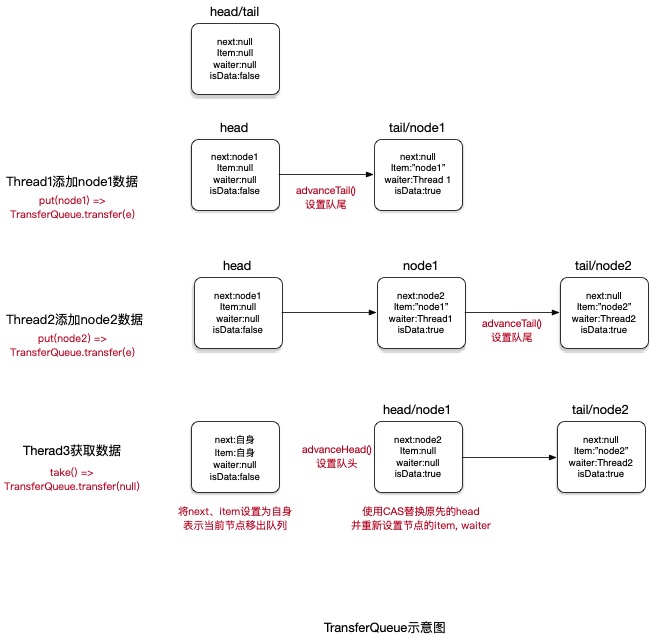 head/tail
next:null
Item:null
waiter:null
isData:false
head
tail/node1
next:node1
Item:null
waiter:null
isData:false
next:null
Item:"node1"
waiter:Thread 1
isData:true
Thread1添加node1数据
put(node1) =>
TransferQueue.transfer(e)
advanceTail()
设置队尾
head
node1
tail/node2
next:node1
Item:null
waiter:null
isData:false
next:node2
Item:"node1"
waiter:Thread1
isData:true
next:null
Item:"node2"
waiter:Thread2
isData:true
Thread2添加node2数据
put(node2) =>
TransferQueue.transfer(e)
advanceTail()
设置队尾
head/node1
tail/node2
next:自身
Item:自身
waiter:null
isData:false
advanceHead()
设置队头
next:node2
Item:null
waiter:null
isData:true
next:null
Item:"node2"
waiter:Thread2
isData:true
Therad3获取数据
take() =>
TransferQueue.transfer(null)
将next、item设置为自身
表示当前节点移出队列
使用CAS替换原先的head
并重新设置节点的item, waiter
TransferQueue示意图